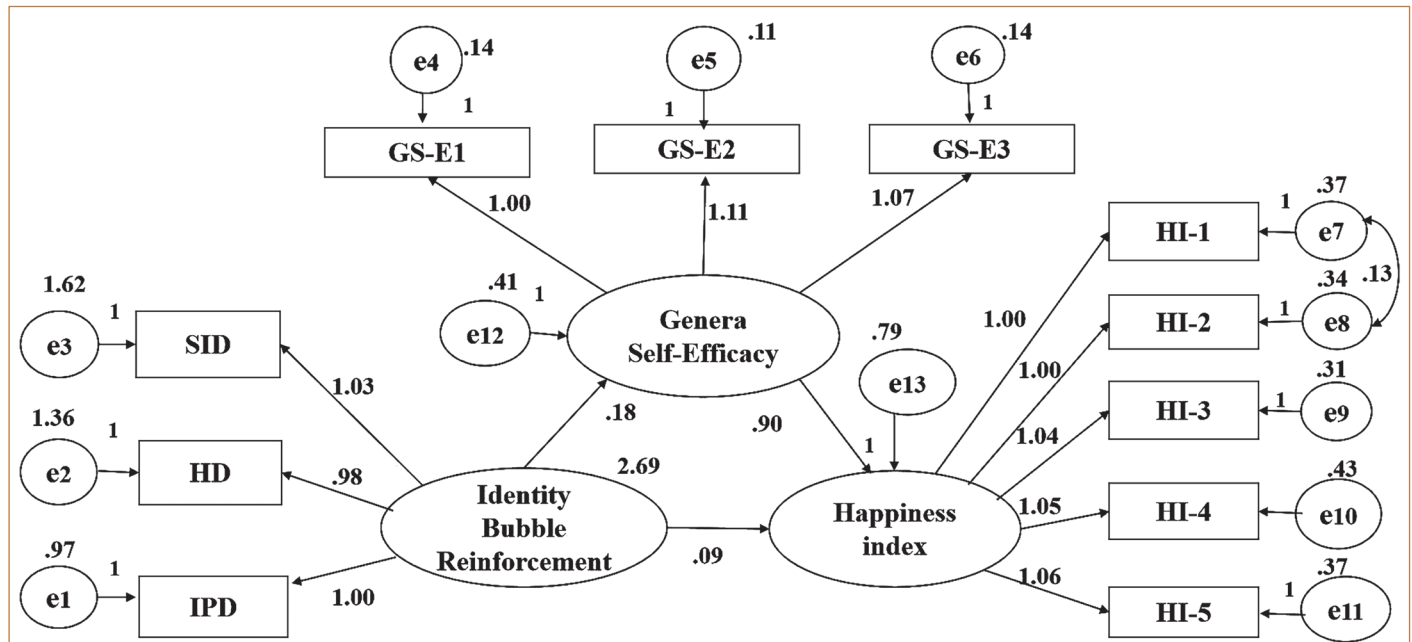 e4
.14
1
GS-E1
e5
.11
1
GS-E2
e6
.14
1
GS-E3
1.00
1.11
1.07
e12
.41
1
Genera
Self-Efficacy
1.62
e3
1
SID
1.36
e2
1
HD
.97
e1
1
IPD
1.03
.98
1.00
Identity
Bubble
Reinforcement
2.69
.18
.09
.90
.79
e13
1
Happiness
index
1.00
1.00
1.04
1.05
1.06
HI-1
1
.37
e7
HI-2
1
.34
e8
.13
HI-3
1
.31
e9
HI-4
.43
e10
HI-5
1
.37
e11